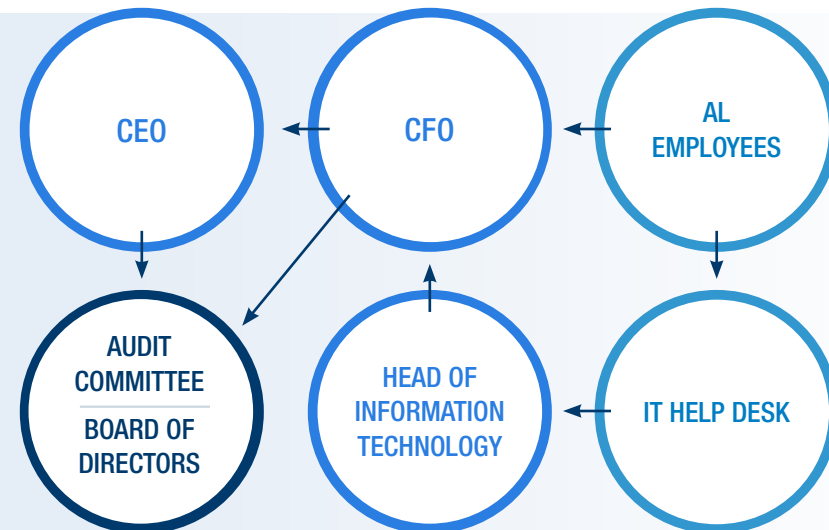 CEO
CFO
AL
EMPLOYEES
AUDIT
COMMITTEE
BOARD OF
DIRECTORS
HEAD OF
INFORMATION
TECHNOLOGY
IT HELP DESK